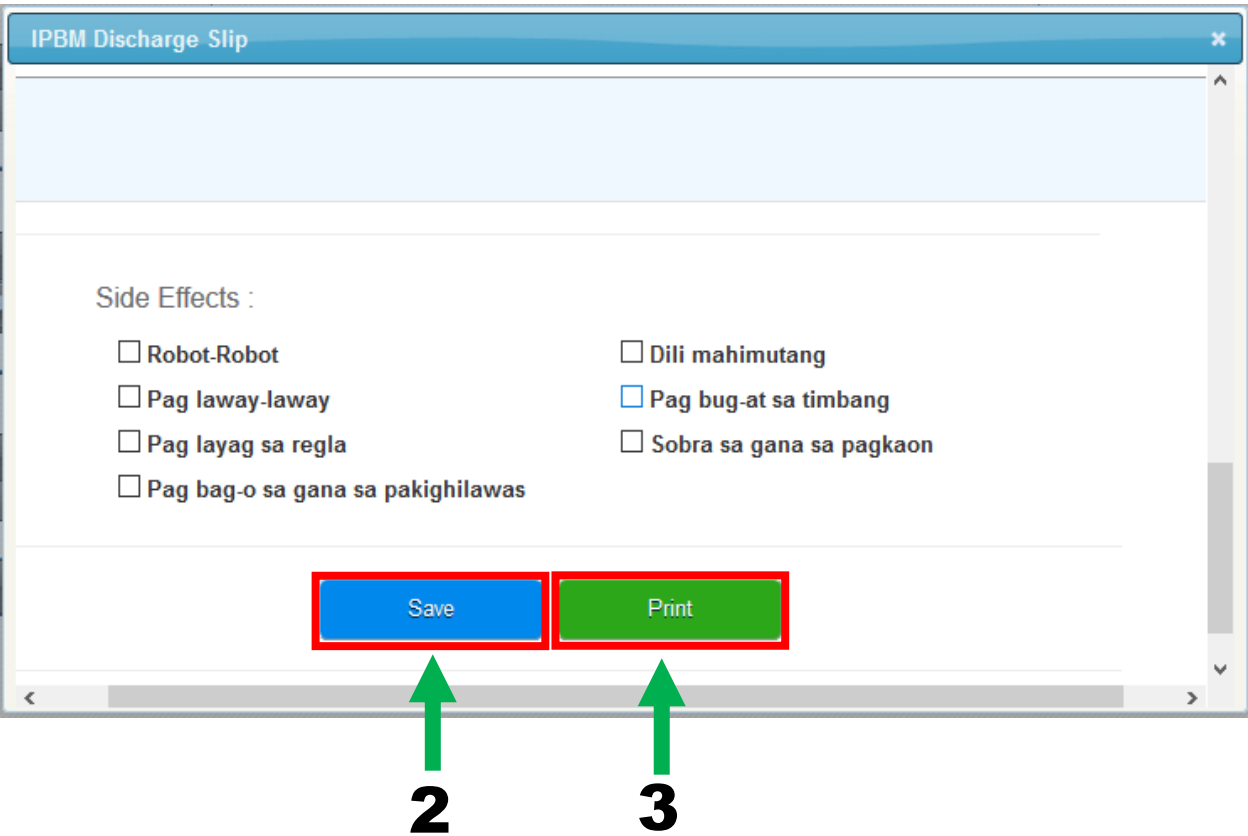 IPBM Discharge Slip
Side Effects :
Robot-Robot
Dili mahimutang
Pag laway-laway
Pag bug-at sa timbang
Pag layag sa regla
Sobra sa gana sa pagkaon
Pag bag-o sa gana sa pakighilawas
Save
Print
2
3